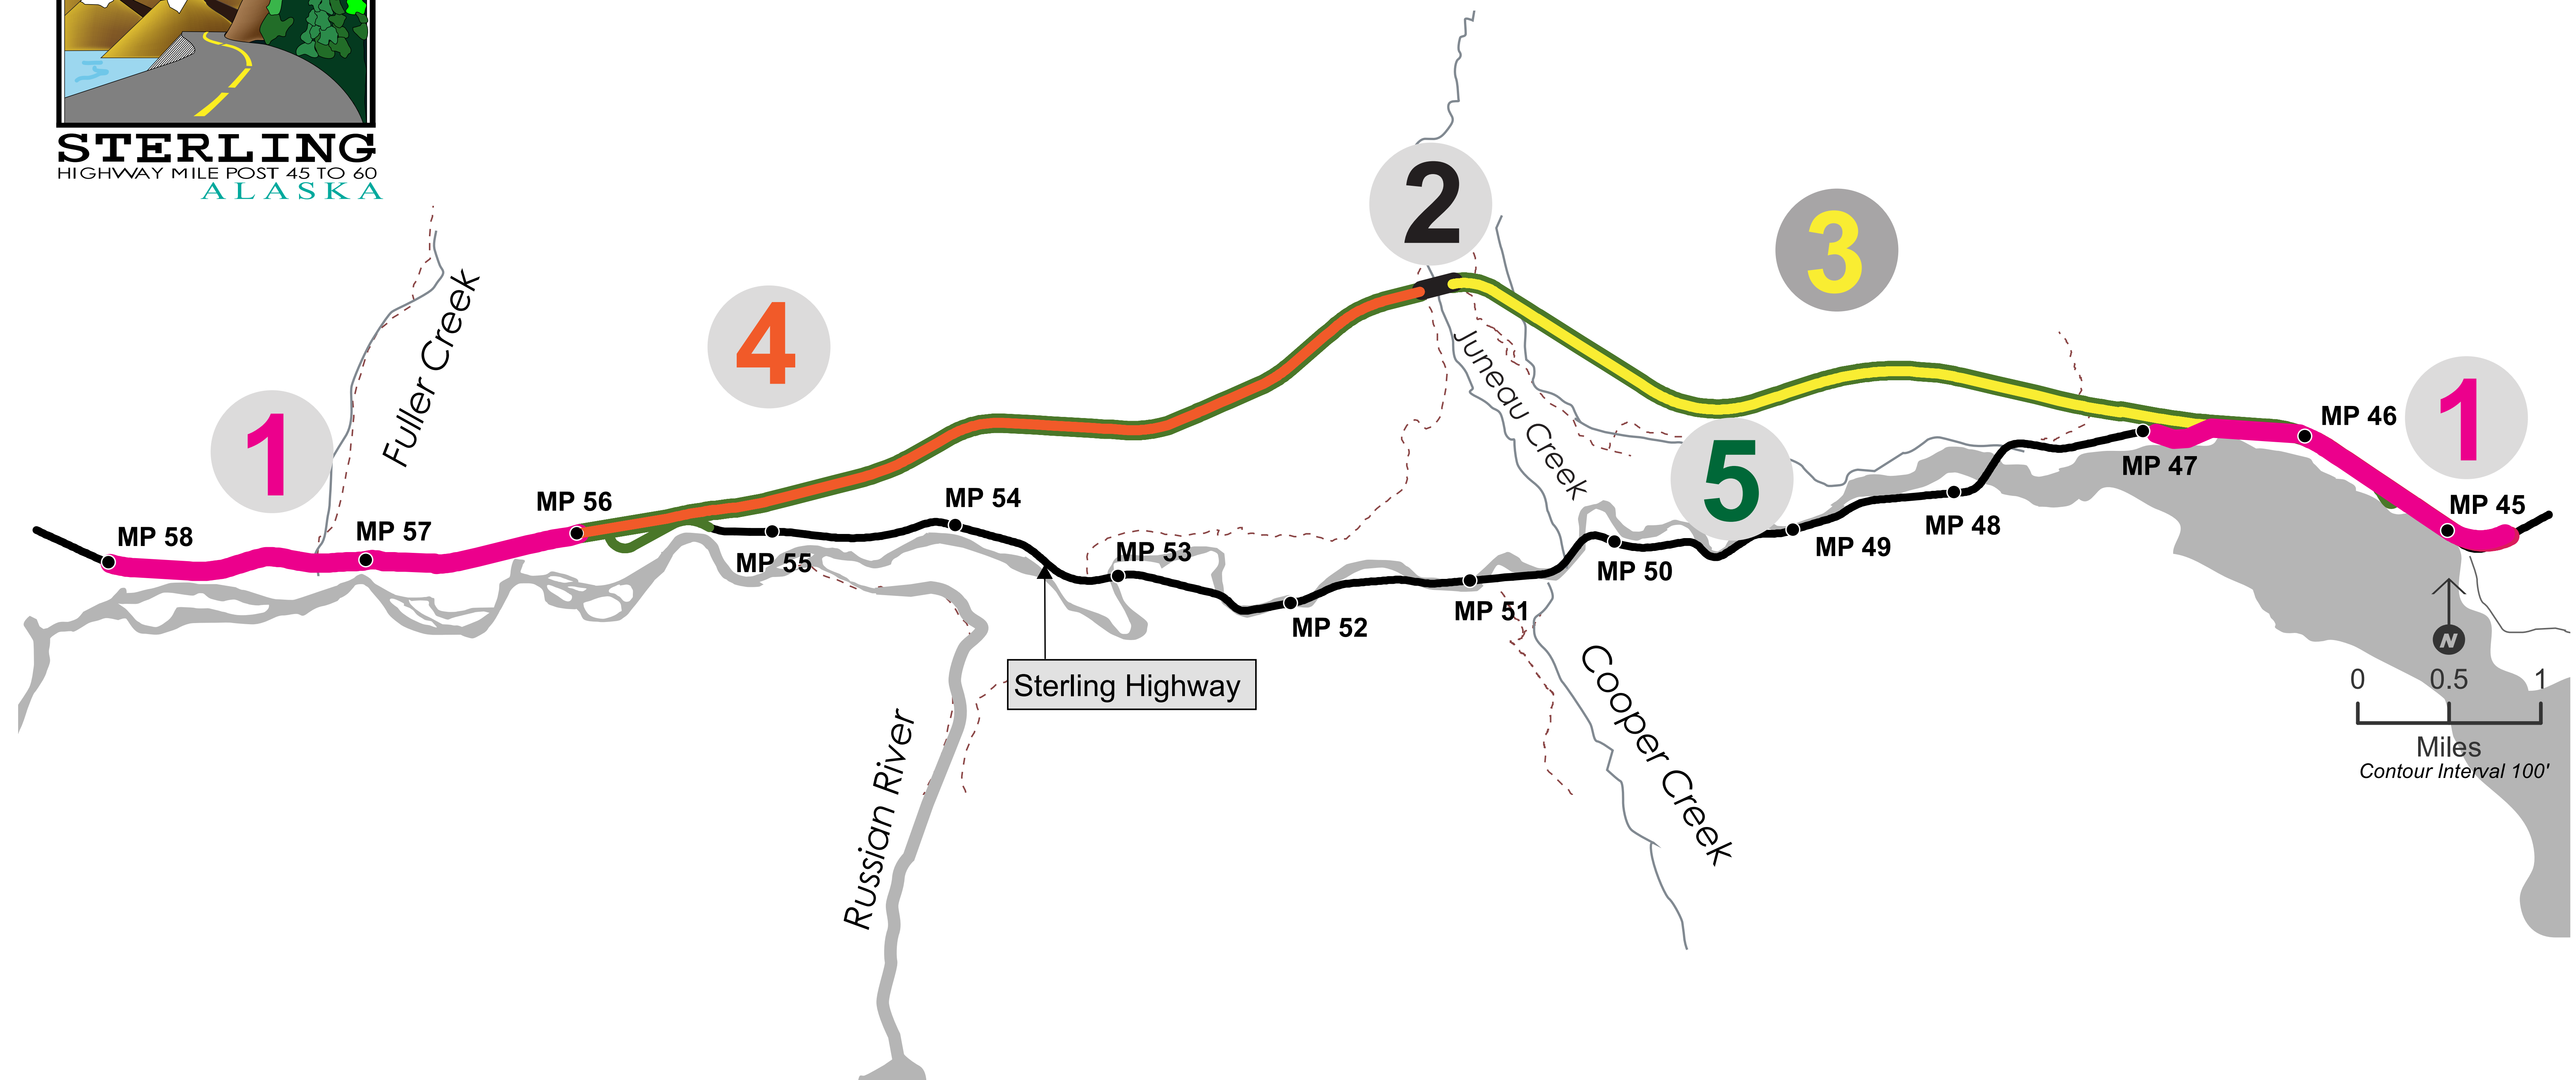 STERLING
HIGHWAY MILE POST 45 TO 60
ALASKA
2
3
4
1
1
5
Fuller Creek
Juneau Creek
MP 46
MP 47
MP 45
MP 56
MP 54
MP 58
MP 57
MP 55
MP 53
MP 48
MP 49
MP 50
MP 51
MP 52
Sterling Highway
Russian River
Cooper Creek
N
0 0.5 1
Miles
Contour Interval 100'